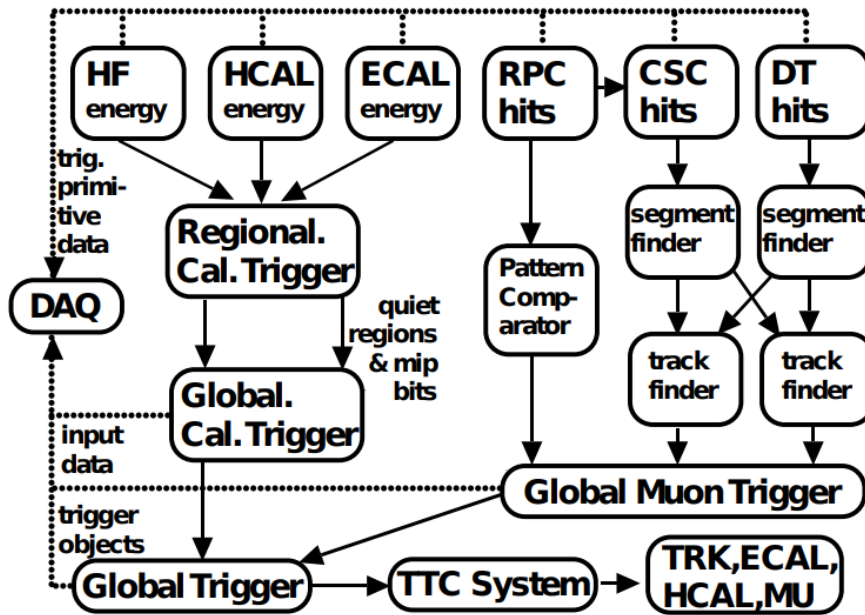 HF
energy
HCAL
energy
ECAL
energy
RPC
hits
CSC
hits
DT
hits
trig.
primi-
tive
data
Regional.
Cal. Trigger
segment
finder
segment
finder
Pattern
Comp-
arator
DAQ
quiet
regions
& mip
bits
track
finder
track
finder
Global.
Cal. Trigger
input
data
Global Muon Trigger
trigger
objects
Global Trigger
TTC System
TRK,ECAL,
HCAL,MU